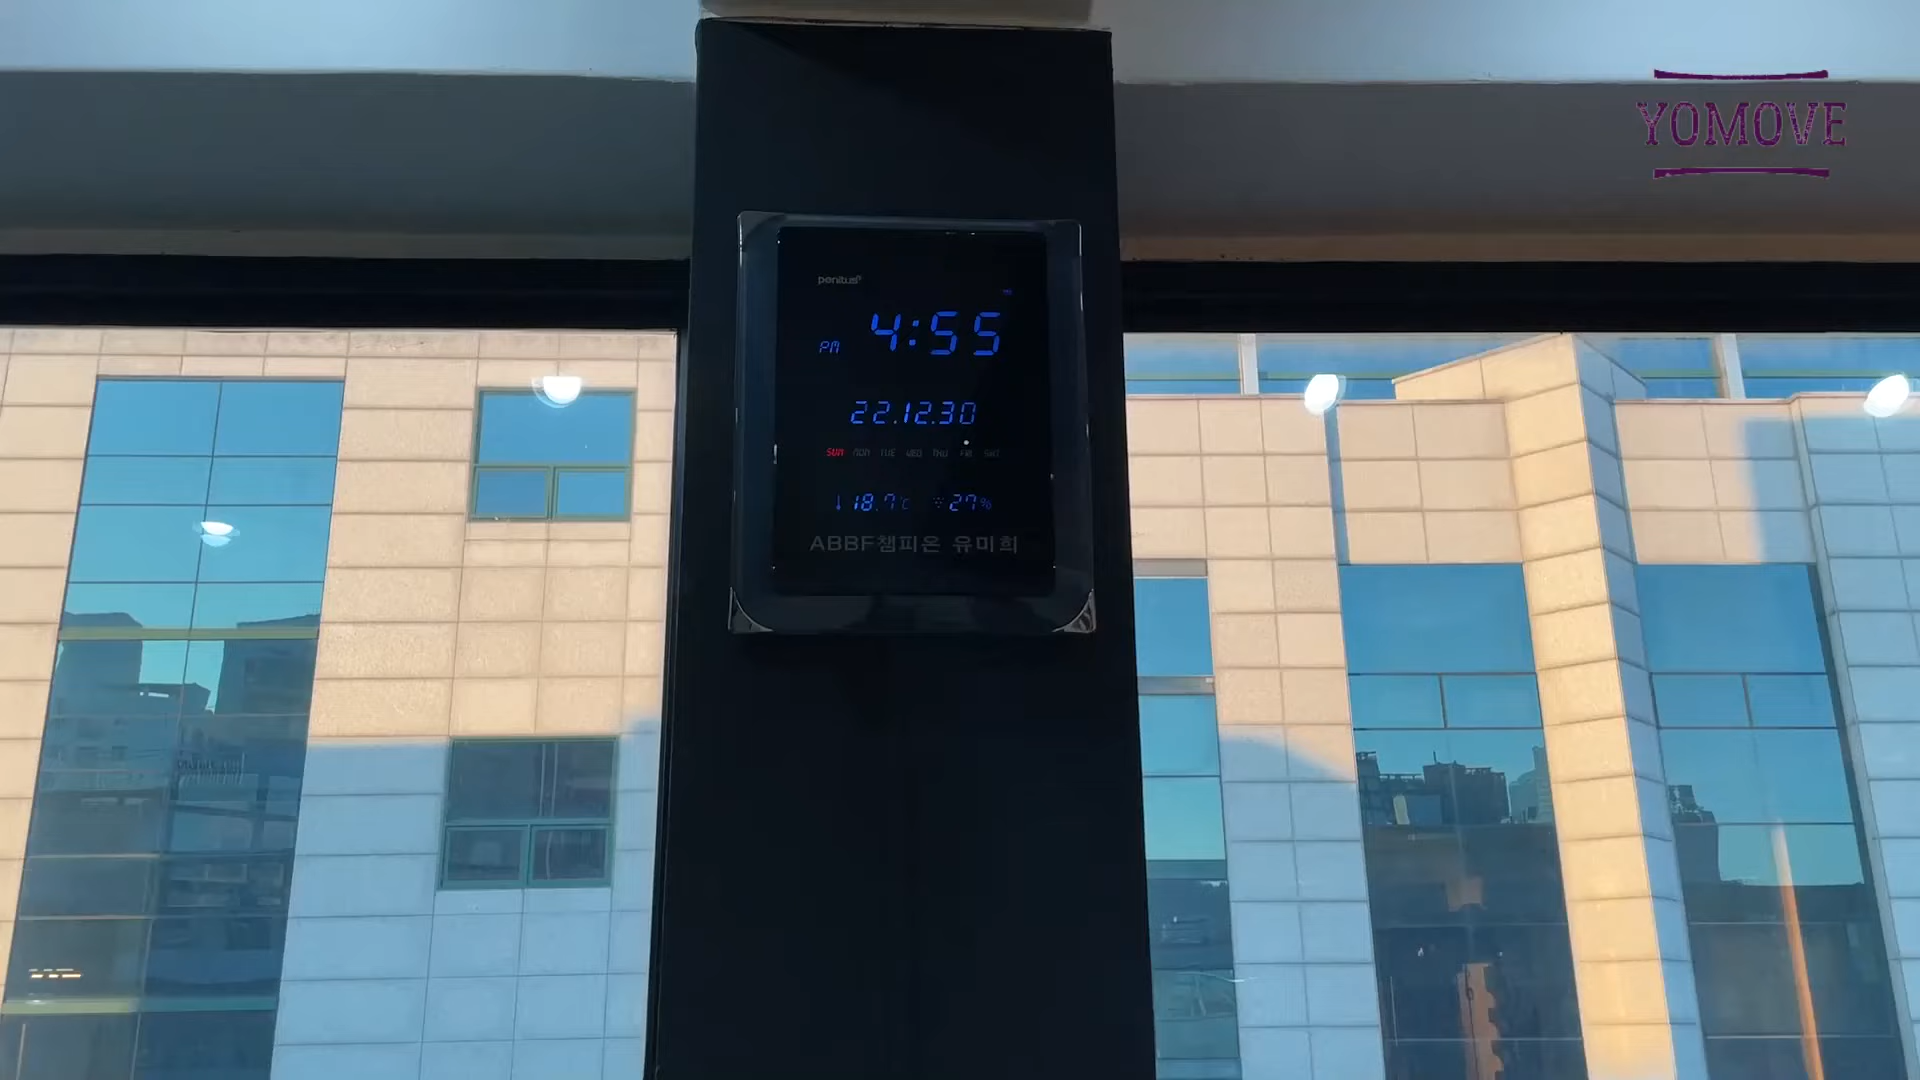 YOMOVE
penitus
PM 4:55
22.12.30
SUN MON TUE WED THU FRI SAT
18.7℃ 27%
ABBF챔피온 유미희